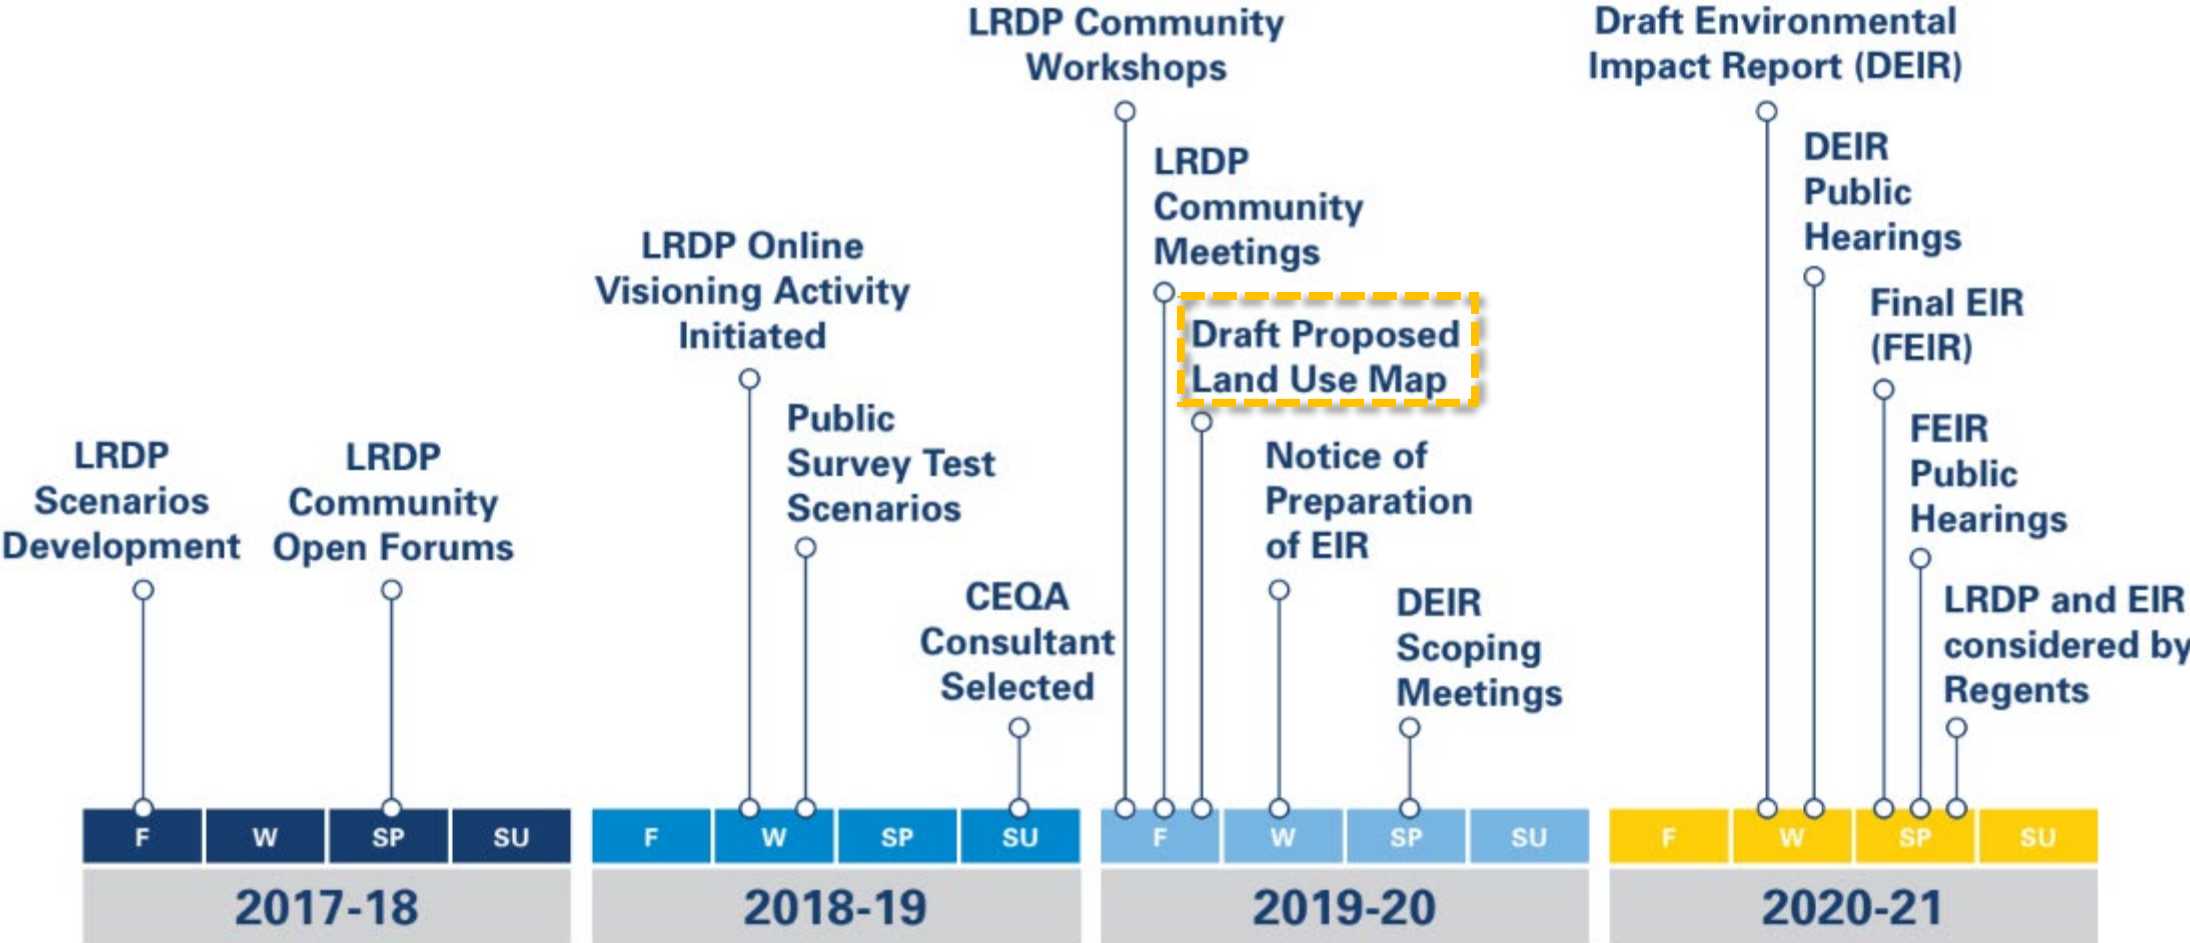 LRDP
Scenarios
Development
LRDP
Community
Open Forums
LRDP Online
Visioning Activity
Initiated
Public
Survey Test
Scenarios
CEQA
Consultant
Selected
LRDP Community
Workshops
LRDP
Community
Meetings
Draft Proposed
Land Use Map
Notice of
Preparation
of EIR
DEIR
Scoping
Meetings
Draft Environmental
Impact Report (DEIR)
DEIR
Public
Hearings
Final EIR
(FEIR)
FEIR
Public
Hearings
LRDP and EIR
considered by
Regents
F W SP SU F W SP SU F W SP SU F W SP SU
2017-18 2018-19 2019-20 2020-21